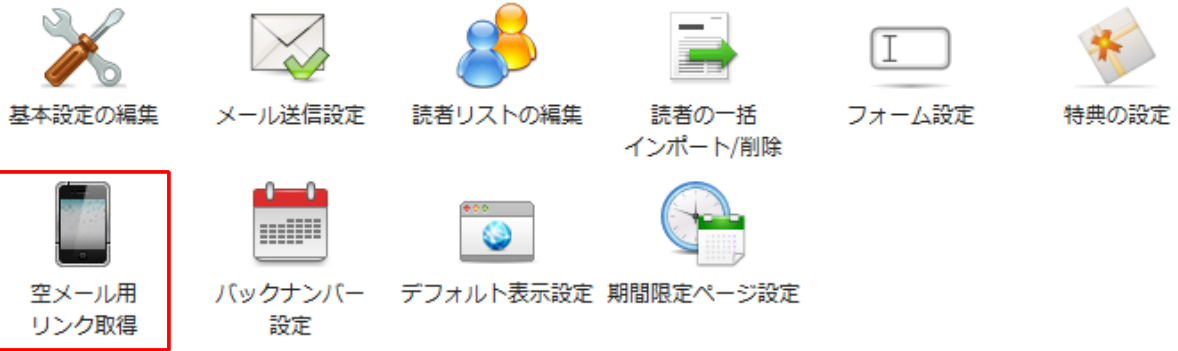 基本設定の編集
メール送信設定
読者リストの編集
読者の一括
インポート/削除
フォーム設定
特典の設定
空メール用
リンク取得
バックナンバー
設定
デフォルト表示設定
期間限定ページ設定